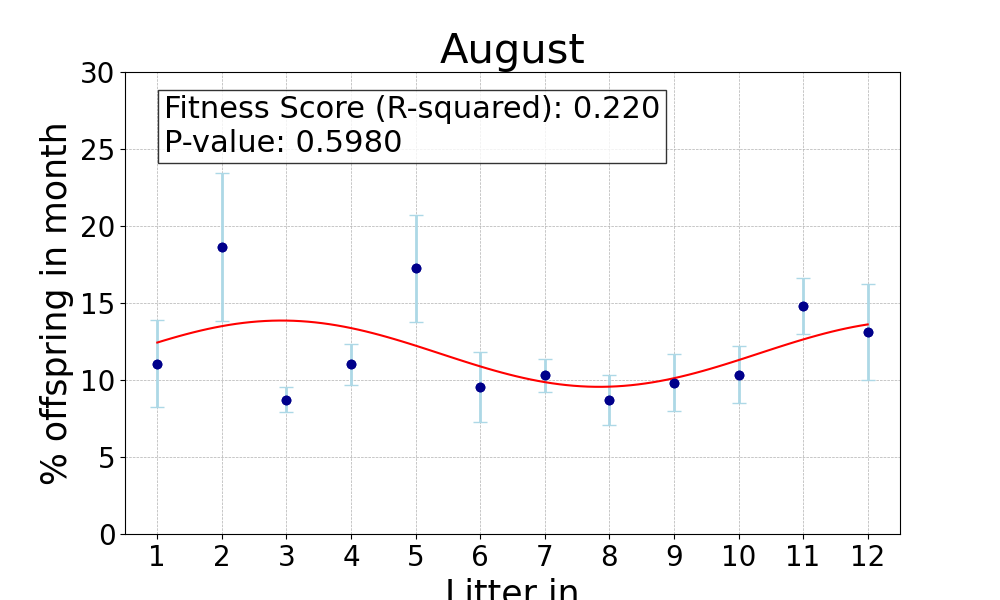 August
Fitness Score (R-squared): 0.220
P-value: 0.5980
% offspring in month
30
25
20
15
10
5
0
1 2 3 4 5 6 7 8 9 10 11 12
Litter in